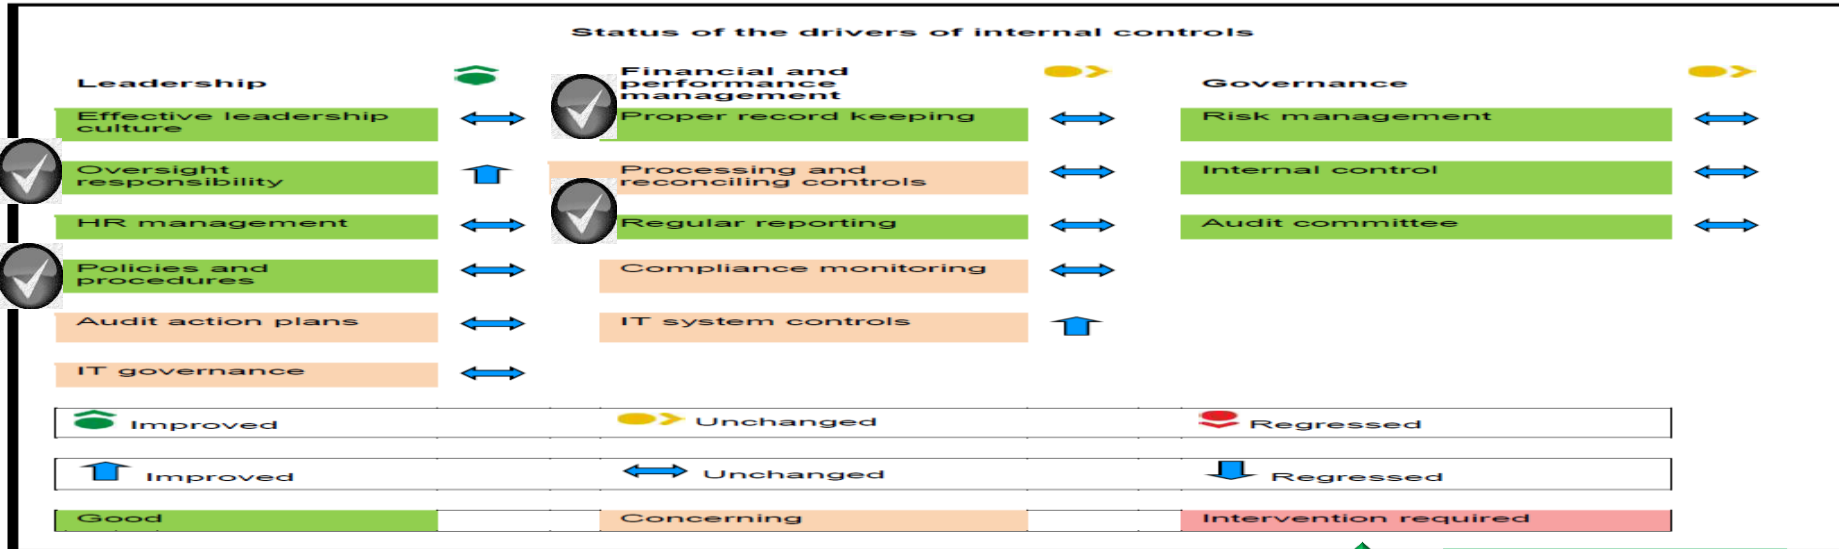 Status of the drivers of internal controls
Leadership
Financial and
performance
management
Governance
Effective leadership
culture
Proper record keeping
Risk management
Oversight
responsibility
Processing and
reconciling controls
Internal control
HR management
Regular reporting
Audit committee
Policies and
procedures
Compliance monitoring
Audit action plans
IT system controls
IT governance
Improved
Unchanged
Regressed
Improved
Unchanged
Regressed
Good
Concerning
Intervention required